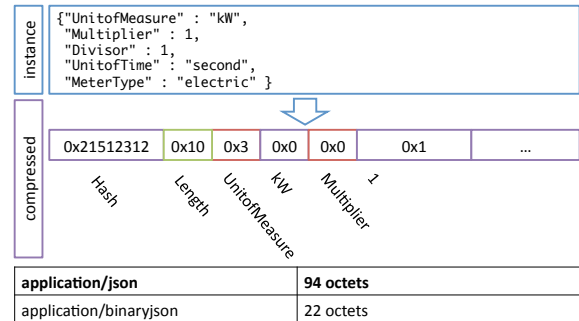 instance
{"UnitofMeasure" : "kW",
"Multiplier" : 1,
"Divisor" : 1,
"UnitofTime" : "second",
"MeterType" : "electric" }
compressed
0x21512312 0x10 0x3 0x0 0x0 0x1 ...
Hash Length UnitofMeasure kW Multiplier 1
application/json 94 octets
application/binaryjson 22 octets